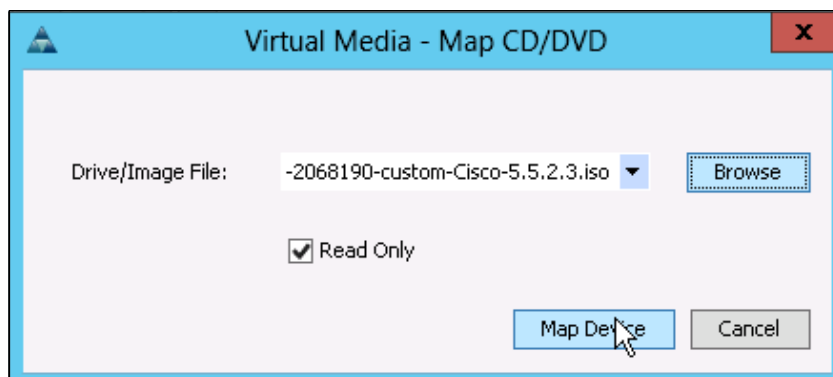 Virtual Media - Map CD/DVD
x
Drive/Image File: -2068190-custom-Cisco-5.5.2.3.iso Browse
Read Only
Map Device Cancel